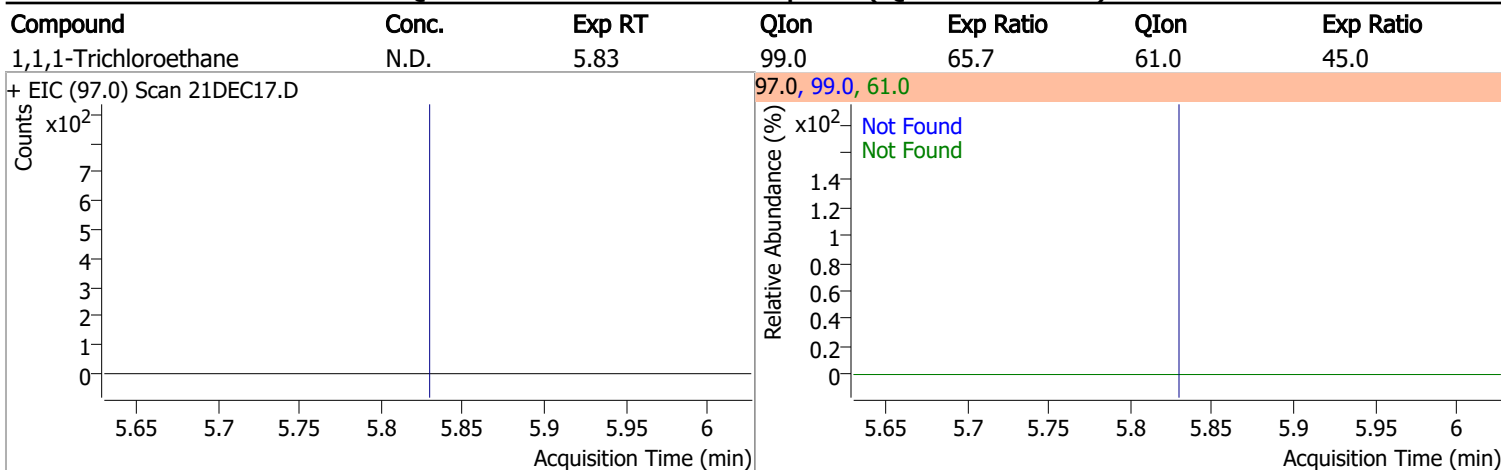 Compound Conc. Exp RT QIon Exp Ratio QIon Exp Ratio
1,1,1-Trichloroethane N.D. 5.83 99.0 65.7 61.0 45.0
+ EIC (97.0) Scan 21DEC17.D
Counts
x10²
7
6
5
4
3
2
1
0
5.65 5.7 5.75 5.8 5.85 5.9 5.95 6
Acquisition Time (min)
97.0, 99.0, 61.0
Relative Abundance (%)
x10²
Not Found
Not Found
1.4
1.2
1
0.8
0.6
0.4
0.2
0
5.65 5.7 5.75 5.8 5.85 5.9 5.95 6
Acquisition Time (min)